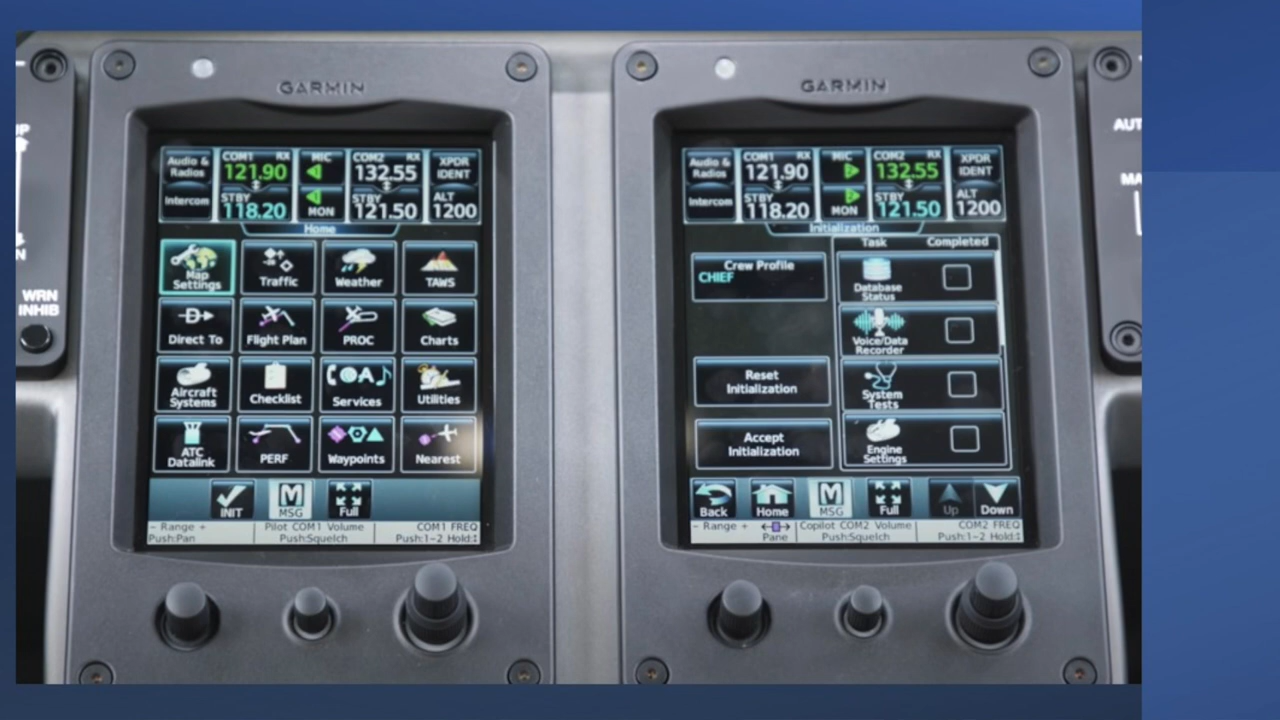 GARMIN
Audio & Radios
Intercom
COM1 RX
121.90
STBY
118.20
MIC
MON
COM2 RX
132.55
STBY
121.50
XPDR
IDENT
ALT
1200
Home
Map Settings
Traffic
Weather
TAWS
Direct To
Flight Plan
PROC
Charts
Aircraft Systems
Checklist
Services
Utilities
ATC Datalink
PERF
Waypoints
Nearest
INIT
MSG
Full
- Range +
Push:Pan
Pilot COM1 Volume
Push:Squelch
COM1 FREQ
Push:1-2 Hold:↕
GARMIN
Audio & Radios
Intercom
COM1 RX
121.90
STBY
118.20
MIC
MON
COM2 RX
132.55
STBY
121.50
XPDR
IDENT
ALT
1200
Initialization
Task Completed
Crew Profile
CHIEF
Database Status
Voice/Data Recorder
Reset Initialization
System Tests
Accept Initialization
Engine Settings
Back
Home
MSG
Full
Up
Down
- Range +
Pane
Copilot COM2 Volume
Push:Squelch
COM2 FREQ
Push:1-2 Hold:↕
WRN
INHIB